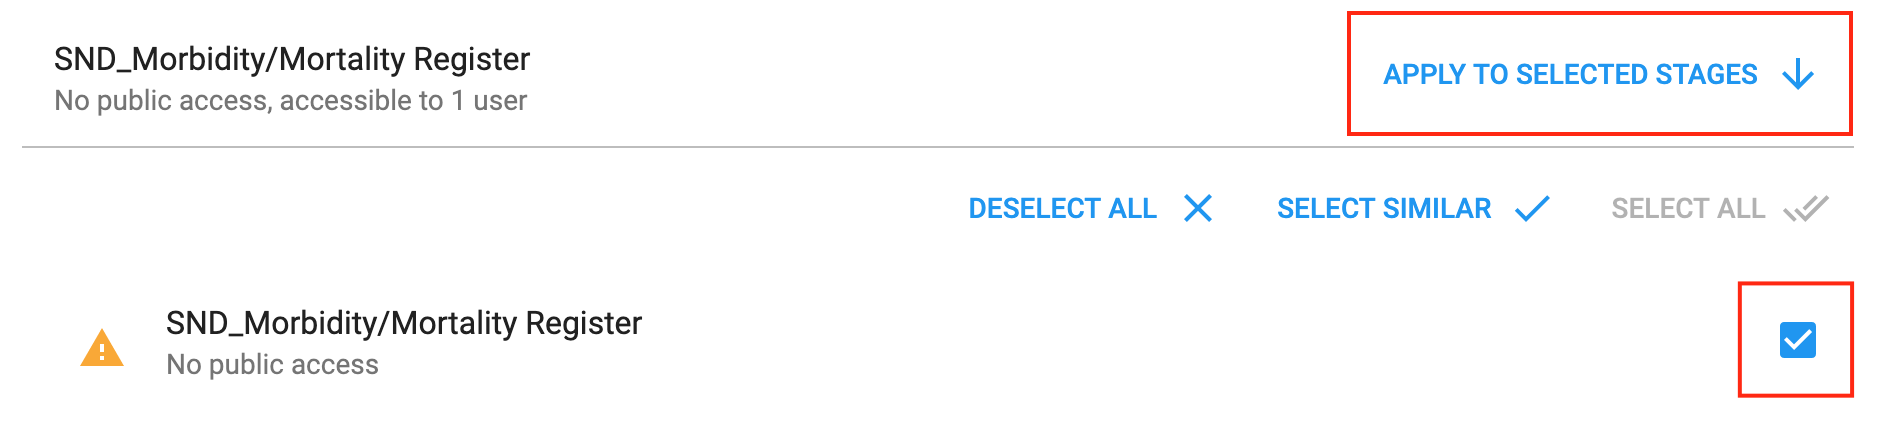 SND_Morbidity/Mortality Register
No public access, accessible to 1 user
APPLY TO SELECTED STAGES
DESELECT ALL
SELECT SIMILAR
SELECT ALL
SND_Morbidity/Mortality Register
No public access